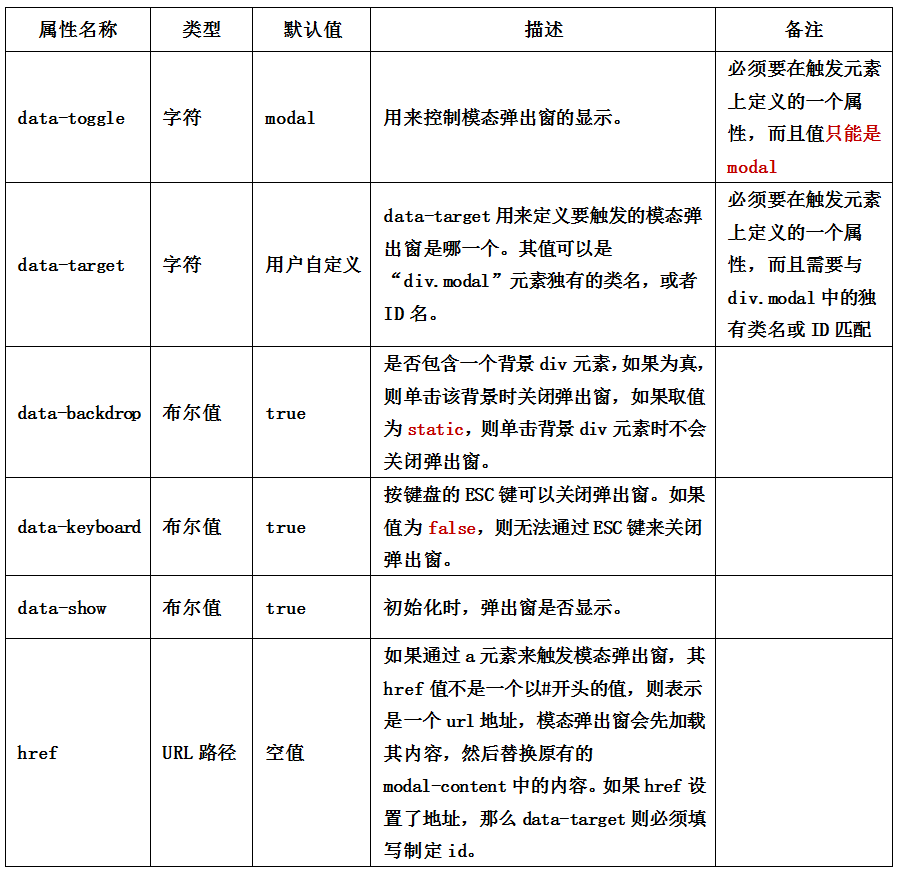 属性名称 类型 默认值 描述 备注
data-toggle 字符 modal 用来控制模态弹出窗的显示。
必须要在触发元素
上定义的一个属
性，而且值只能是
modal
data-target 字符 用户自定义
data-target 用来定义要触发的模态弹
出窗是哪一个。其值可以是
“div.modal”元素独有的类名，或者
ID 名。
必须要在触发元素
上定义的一个属
性，而且需要与
div.modal 中的独
有类名或 ID 匹配
data-backdrop 布尔值 true
是否包含一个背景 div 元素，如果为真，
则单击该背景时关闭弹出窗，如果取值
为 static，则单击背景 div 元素时不会
关闭弹出窗。
data-keyboard 布尔值 true
按键盘的 ESC 键可以关闭弹出窗。如果
值为 false，则无法通过 ESC 键来关闭
弹出窗。
data-show 布尔值 true 初始化时，弹出窗是否显示。
href URL 路径 空值
如果通过 a 元素来触发模态弹出窗，其
href 值不是一个以#开头的值，则表示
是一个 url 地址，模态弹出窗会先加载
其内容，然后替换原有的
modal-content 中的内容。如果 href 设
置了地址，那么 data-target 则必须填
写制定 id。